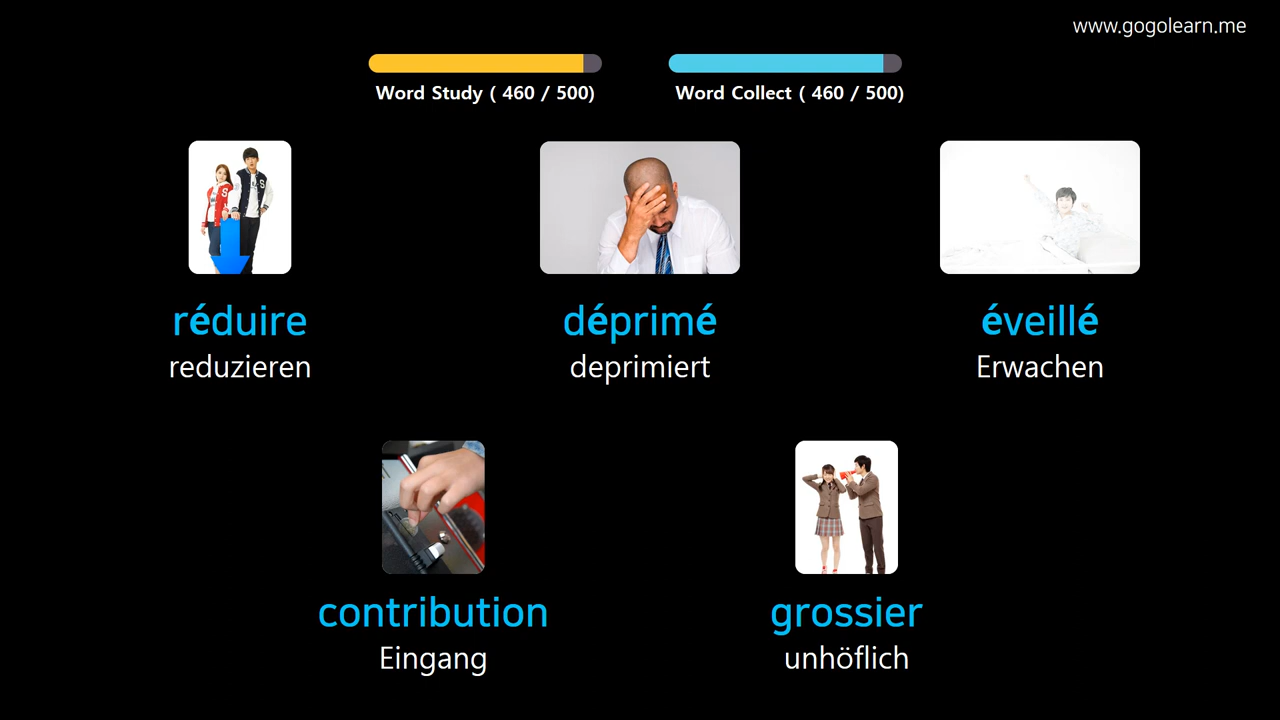 www.gogolearn.me
Word Study ( 460 / 500)
Word Collect ( 460 / 500)
réduire
reduzieren
déprimé
deprimiert
éveillé
Erwachen
contribution
Eingang
grossier
unhöflich